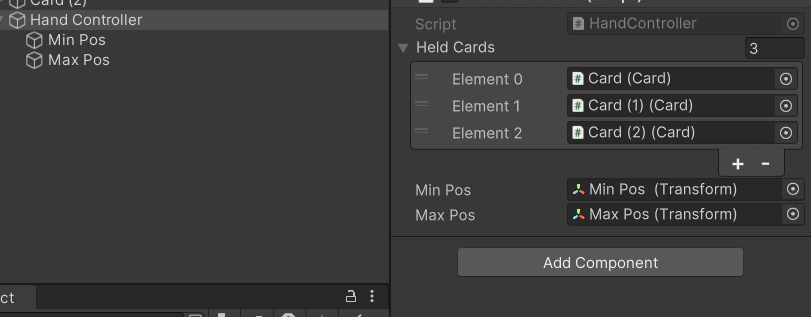 Card (2)
Hand Controller
Min Pos
Max Pos
Script
HandController
Held Cards
3
Element 0
Card (Card)
Element 1
Card (1) (Card)
Element 2
Card (2) (Card)
+ -
Min Pos
Min Pos (Transform)
Max Pos
Max Pos (Transform)
Add Component
ct